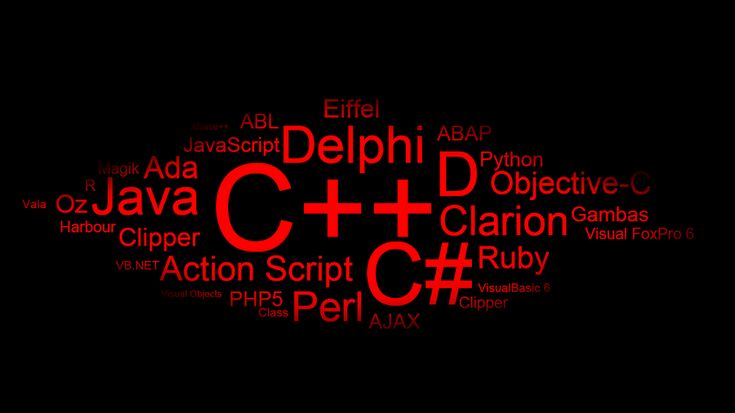 Eiffel
ABL
Delphi
ABAP
JavaScript
Python
Magik
Ada
C++
D
Objective-C
R
Java
Vala
Oz
Clarion
Gambas
Harbour
Clipper
Visual FoxPro 6
VB.NET
Action Script
C#
Ruby
Visual Objects
PHP5
Perl
VisualBasic 6
Class
Clipper
AJAX